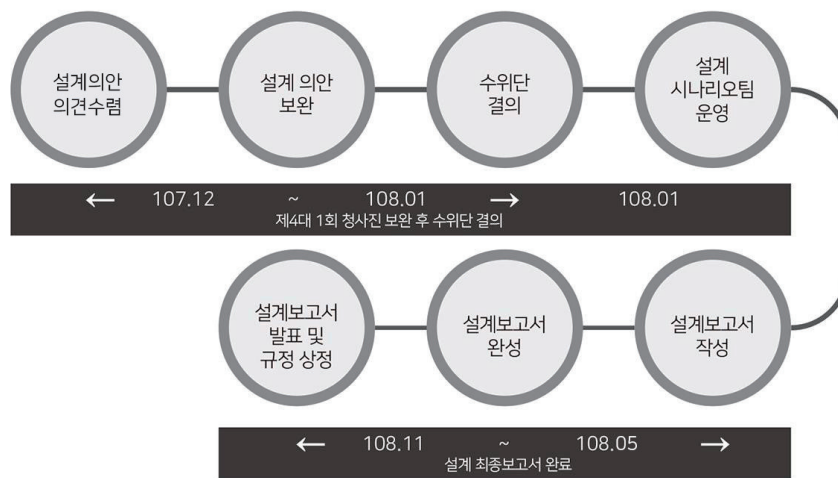 설계의안
의견수렴
설계 의안
보완
수위단
결의
설계
시나리오팀
운영
← 107.12 ~ 108.01 → 108.01
제4대 1회 청사진 보완 후 수위단 결의
설계보고서
발표 및
규정 상정
설계보고서
완성
설계보고서
작성
← 108.11 ~ 108.05 →
설계 최종보고서 완료